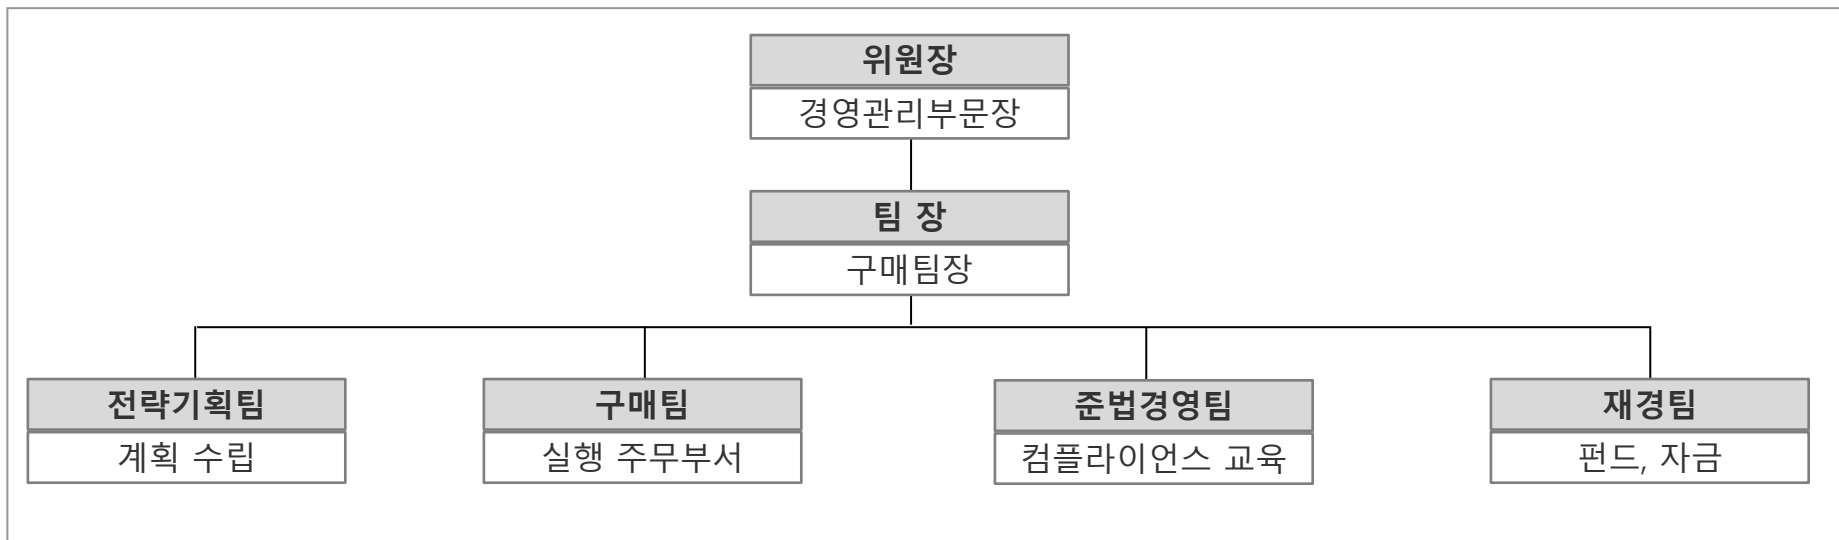 위원장
경영관리부문장
팀 장
구매팀장
전략기획팀
계획 수립
구매팀
실행 주무부서
준법경영팀
컴플라이언스 교육
재경팀
펀드, 자금